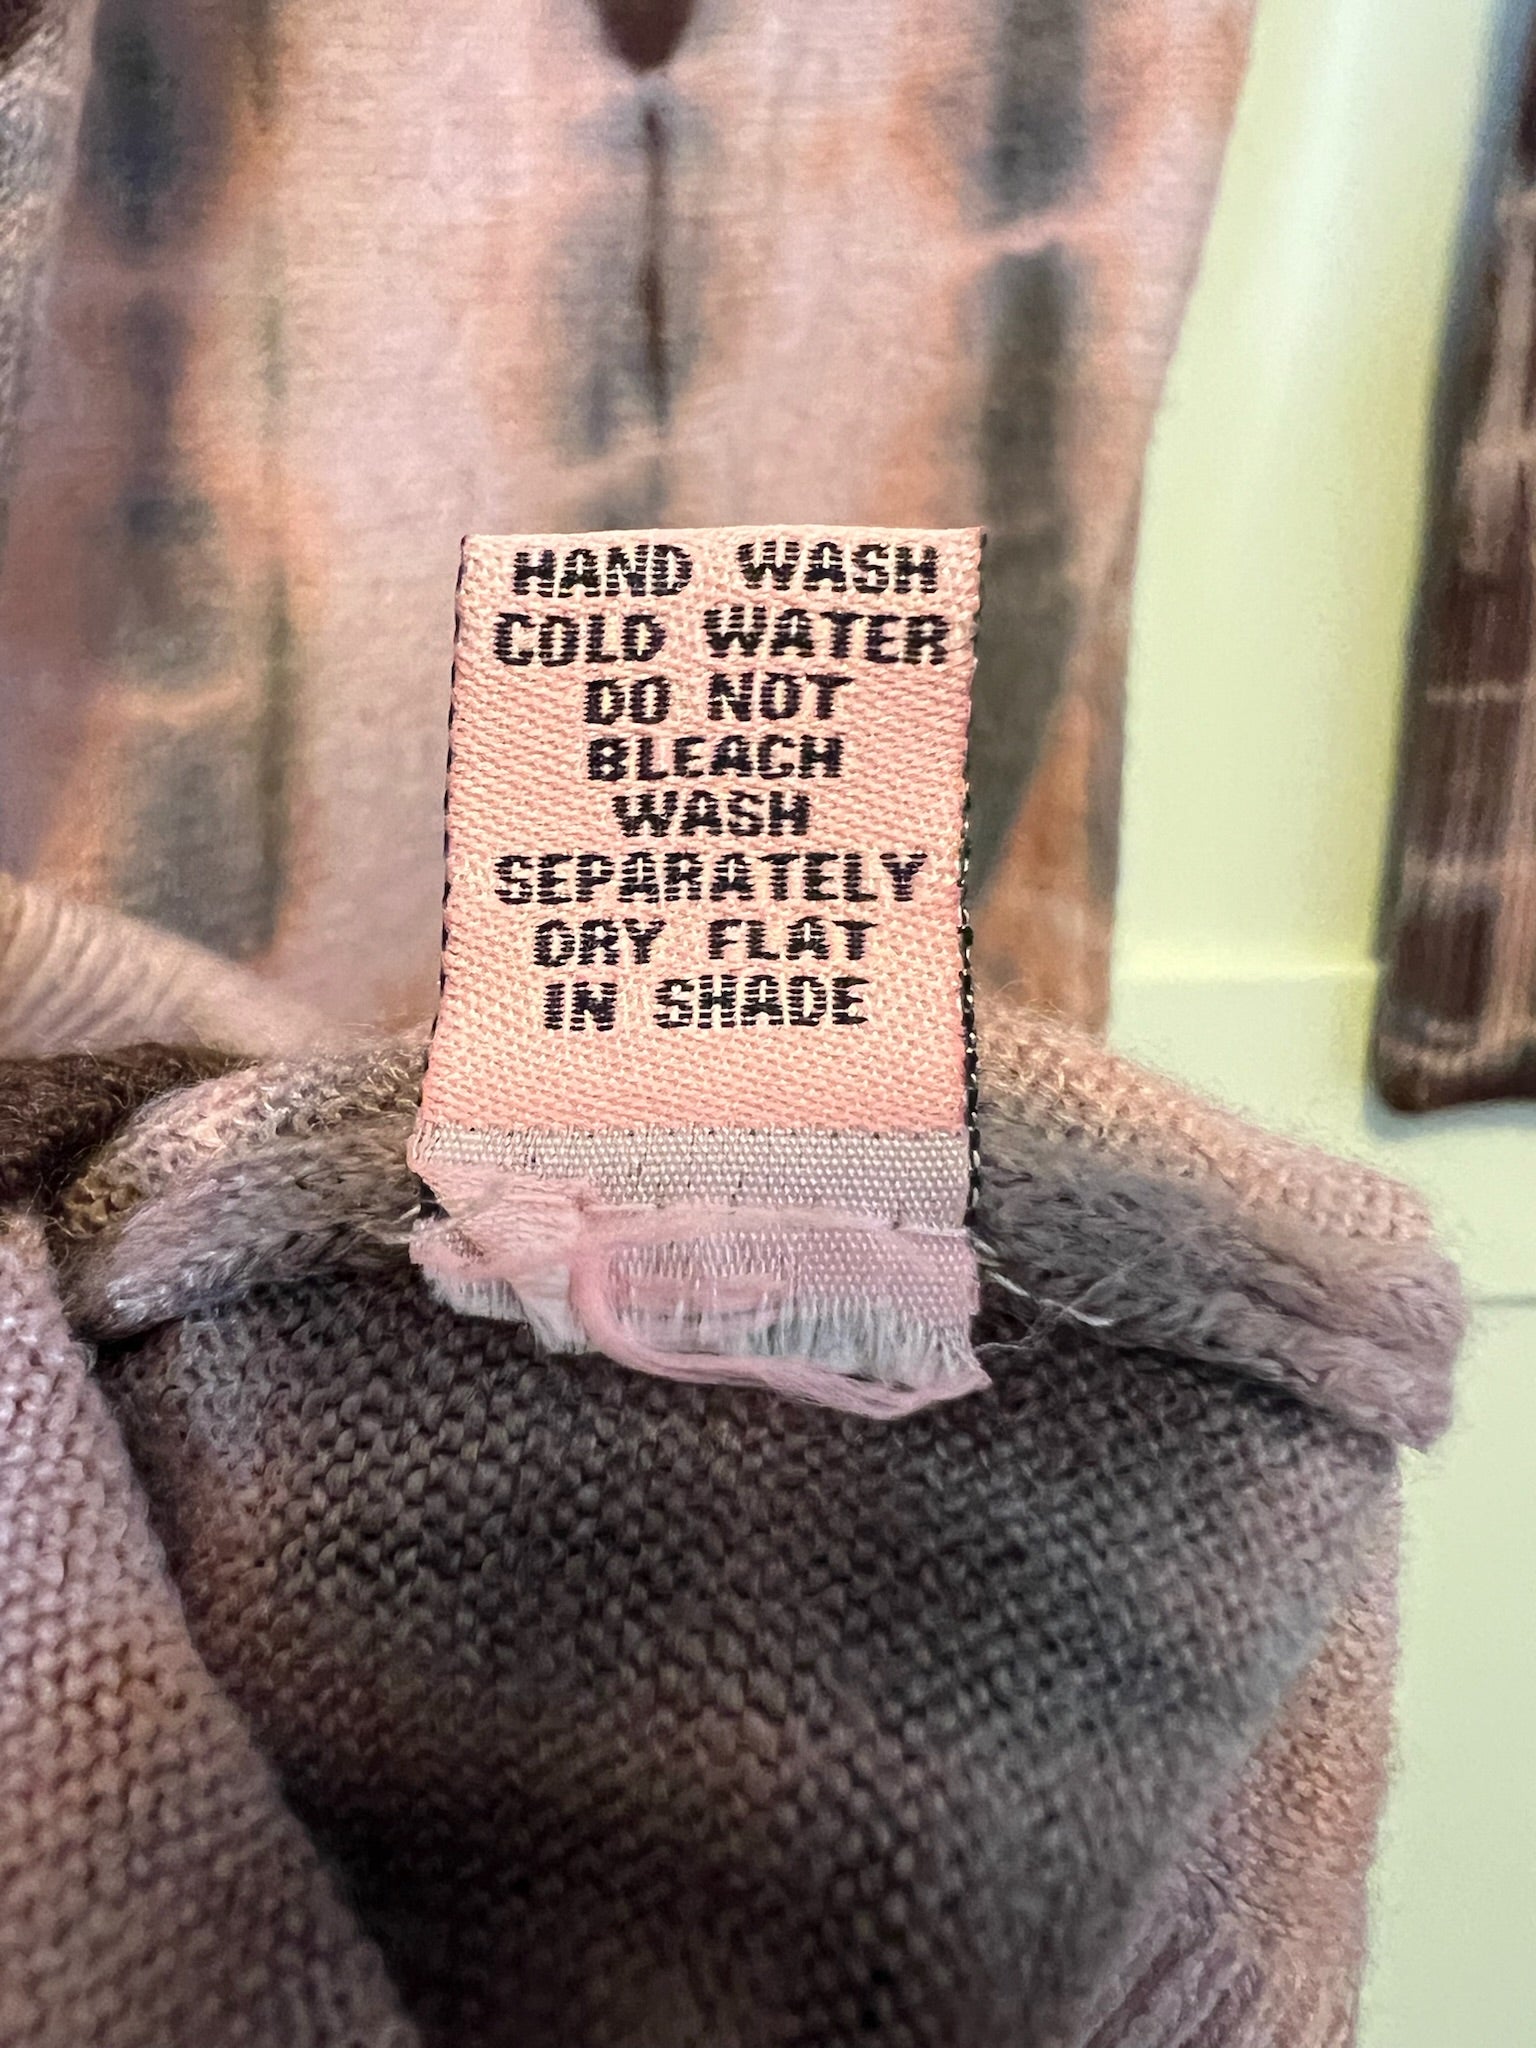 HAND WASH
COLD WATER
DO NOT
BLEACH
WASH
SEPARATELY
DRY FLAT
IN SHADE